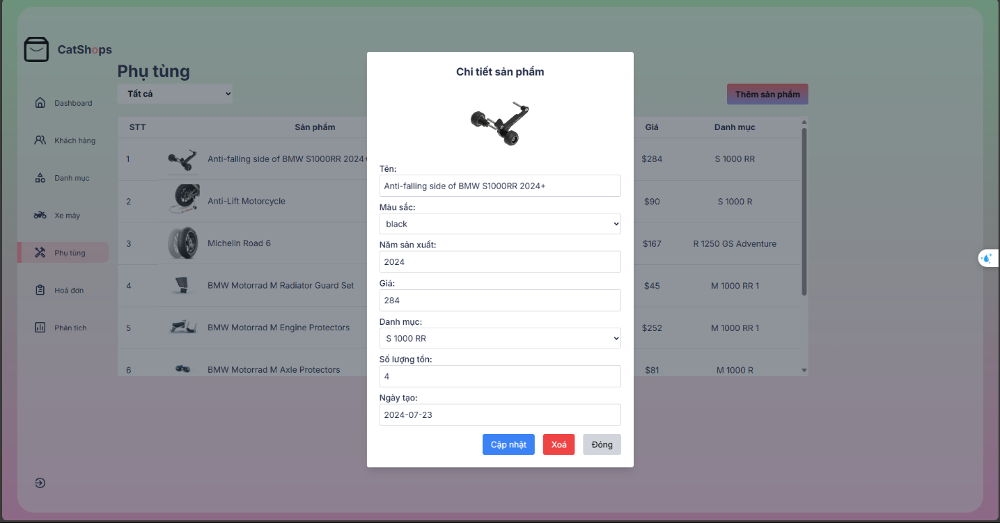 CatShops
Phụ tùng
Tất cả
Thêm sản phẩm
Dashboard
Khách hàng
Danh mục
Xe máy
Phụ tùng
Hoá đơn
Phân tích
STT Sản phẩm Giá Danh mục
1 Anti-falling side of BMW S1000RR 2024+ $284 S 1000 RR
2 Anti-Lift Motorcycle $90 S 1000 R
3 Michelin Road 6 $167 R 1250 GS Adventure
4 BMW Motorrad M Radiator Guard Set $45 M 1000 RR 1
5 BMW Motorrad M Engine Protectors $252 M 1000 RR 1
6 BMW Motorrad M Axle Protectors $81 M 1000 R
Chi tiết sản phẩm
Tên:
Anti-falling side of BMW S1000RR 2024+
Màu sắc:
black
Năm sản xuất:
2024
Giá:
284
Danh mục:
S 1000 RR
Số lượng tồn:
4
Ngày tạo:
2024-07-23
Cập nhật Xoá Đóng